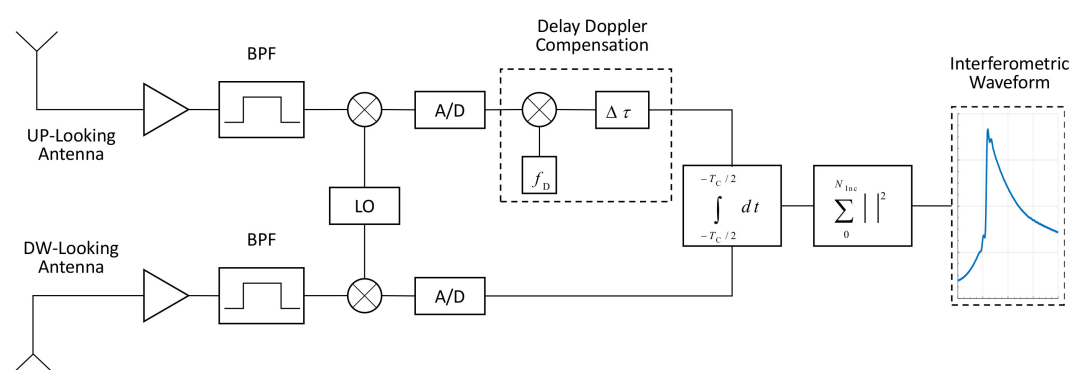 Delay Doppler
Compensation
BPF
Interferometric
Waveform
A/D
Δ τ
UP-Looking
Antenna
f_D
−T_C / 2
∫ dt
−T_C / 2
N_Inc
∑ | |²
0
LO
DW-Looking
Antenna
BPF
A/D